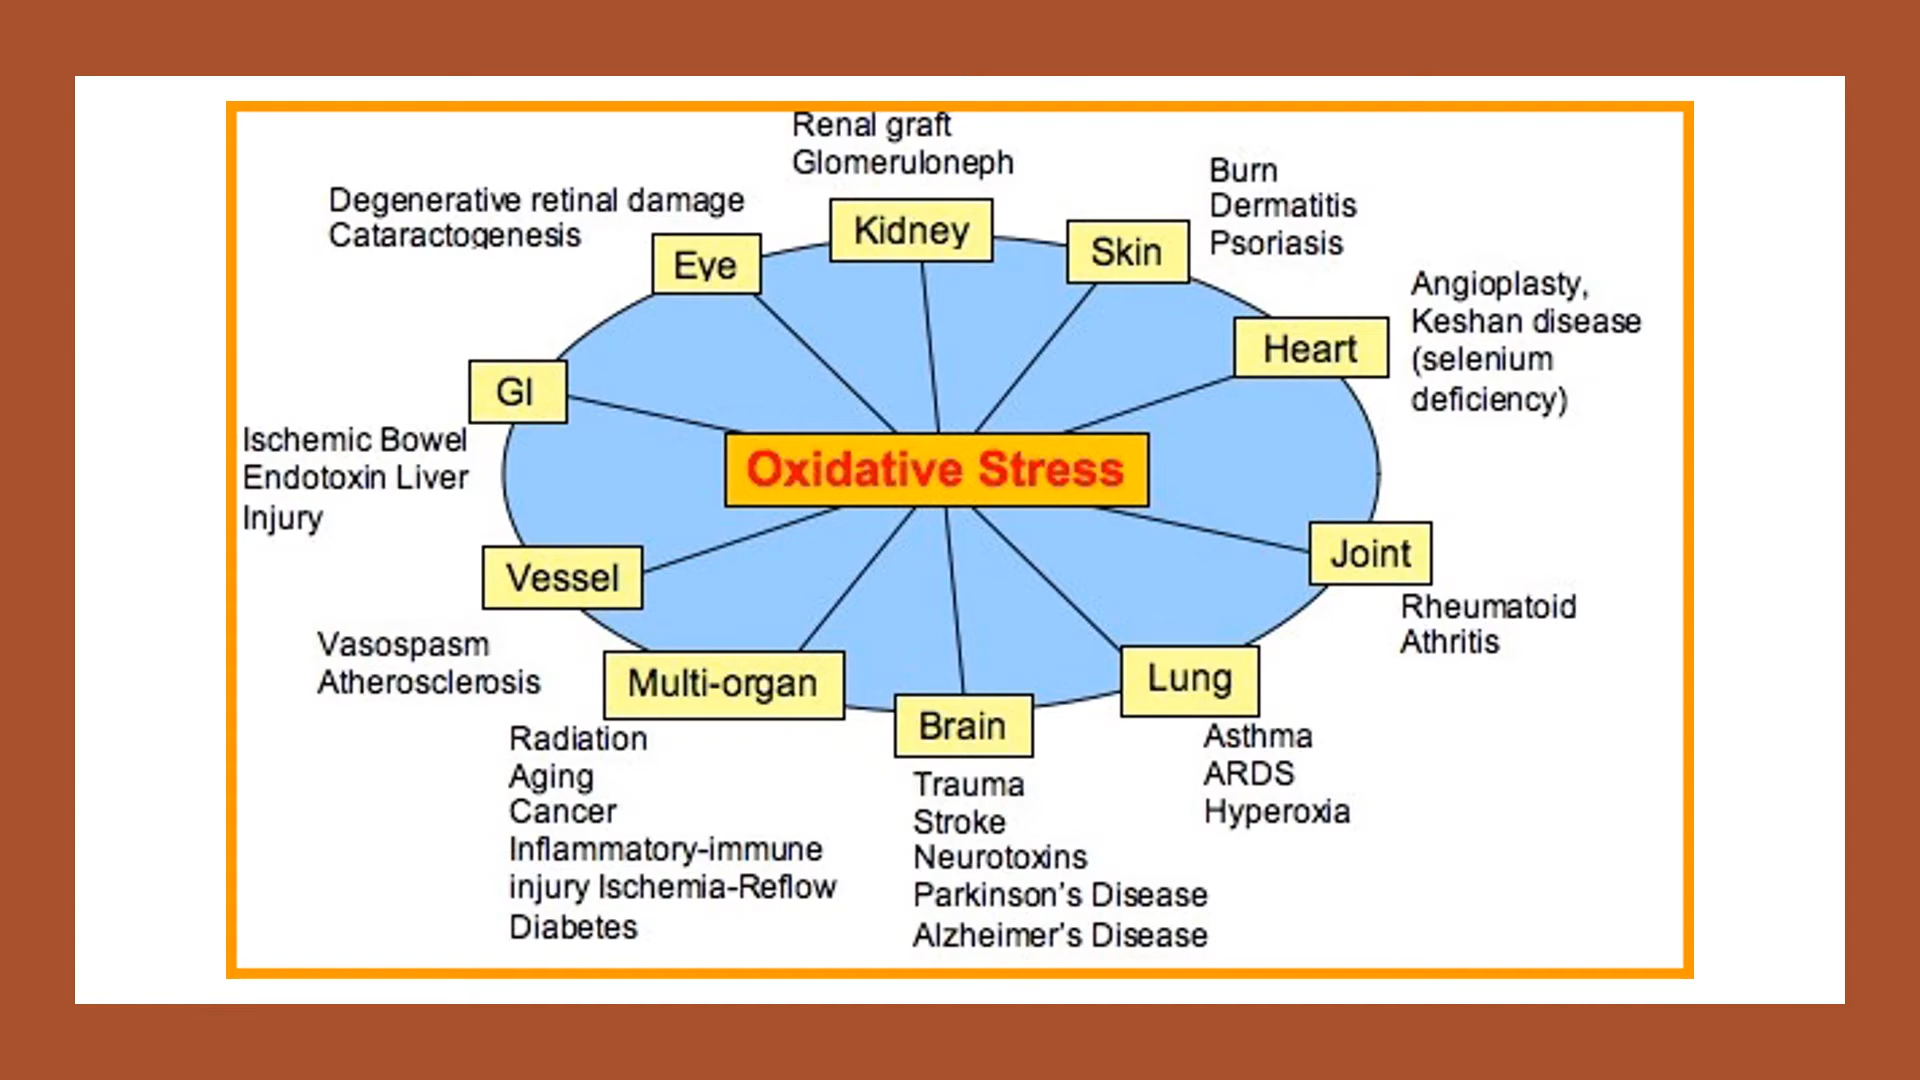 Renal graft
Glomeruloneph
Kidney
Degenerative retinal damage
Cataractogenesis
Eye
Burn
Dermatitis
Psoriasis
Skin
Angioplasty,
Keshan disease
(selenium
deficiency)
Heart
GI
Ischemic Bowel
Endotoxin Liver
Injury
Oxidative Stress
Joint
Rheumatoid
Athritis
Vessel
Vasospasm
Atherosclerosis
Multi-organ
Radiation
Aging
Cancer
Inflammatory-immune
injury Ischemia-Reflow
Diabetes
Brain
Trauma
Stroke
Neurotoxins
Parkinson's Disease
Alzheimer's Disease
Lung
Asthma
ARDS
Hyperoxia